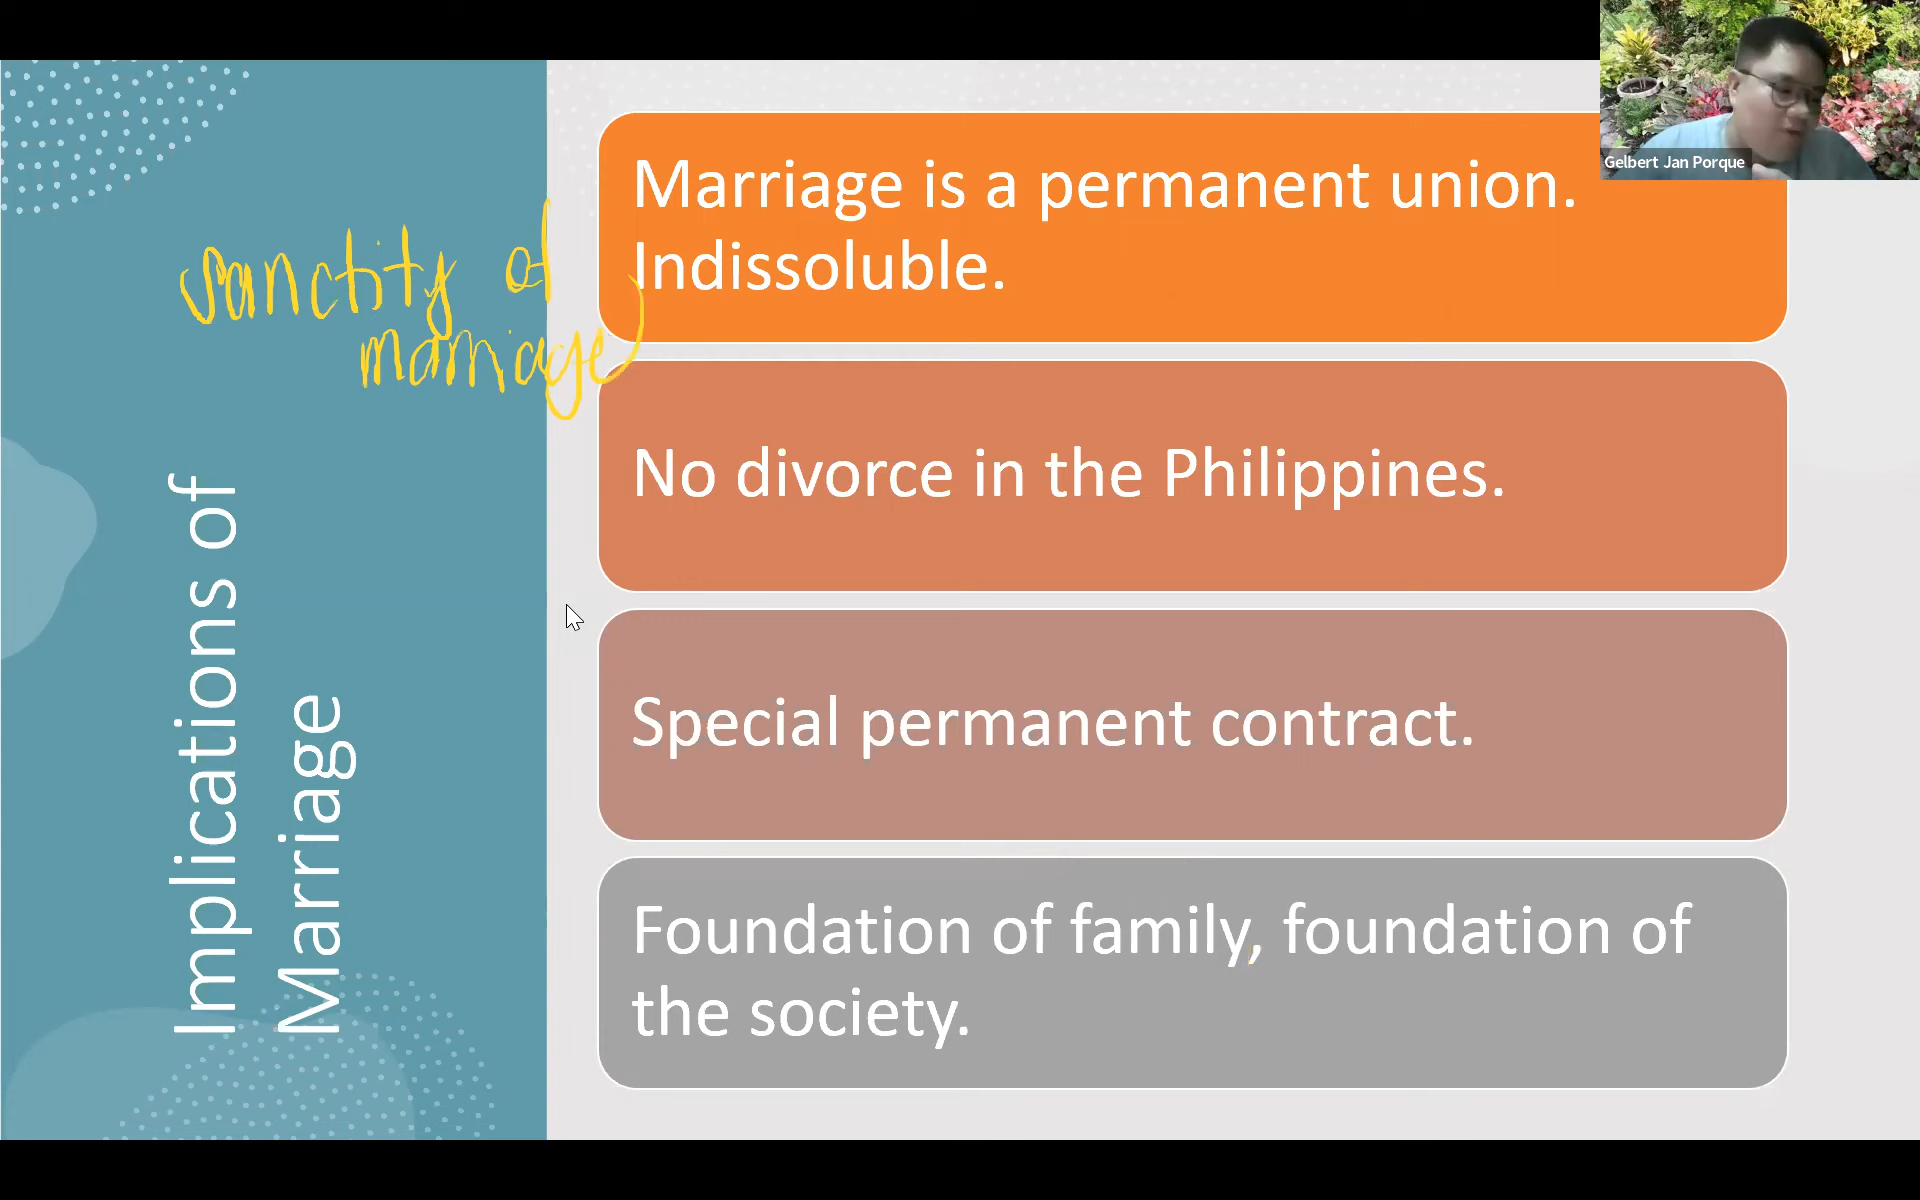 Implications of
Marriage
sanctity of
marriage
Marriage is a permanent union.
Indissoluble.
No divorce in the Philippines.
Special permanent contract.
Foundation of family, foundation of
the society.
Gelbert Jan Porque